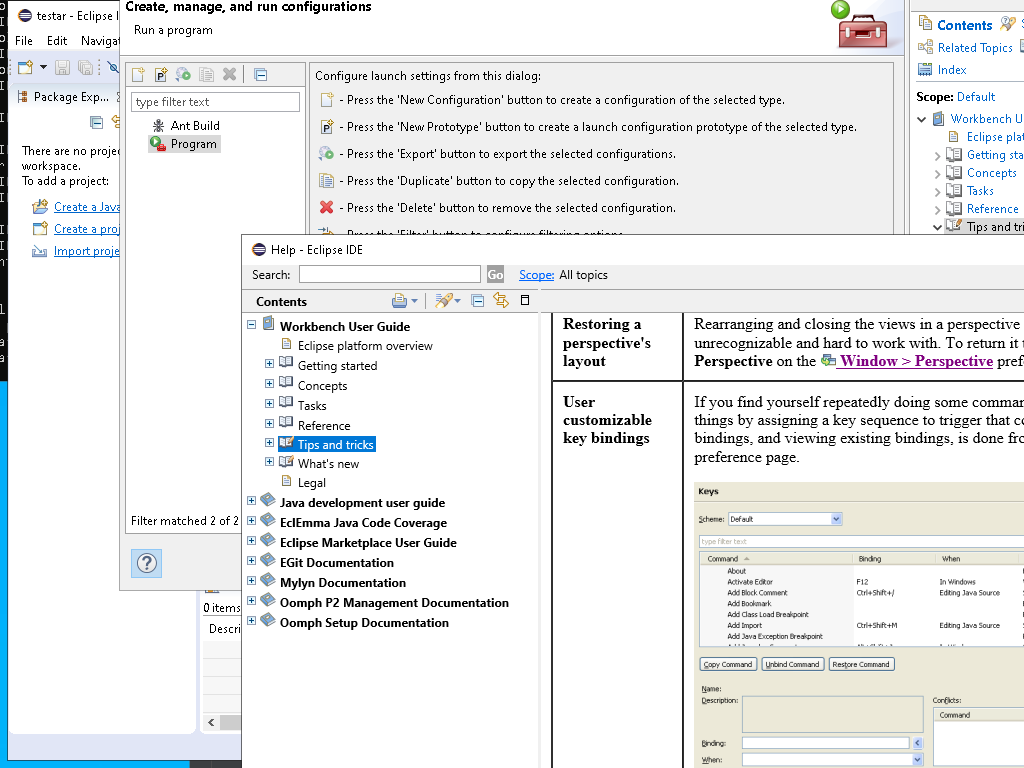 testar - Eclipse I
File Edit Navigat
Package Exp...
There are no projec
workspace.
To add a project:
Create a Java
Create a proj
Import proje
0 items
Descri
Create, manage, and run configurations
Run a program
type filter text
Ant Build
Program
Filter matched 2 of 2
Configure launch settings from this dialog:
- Press the 'New Configuration' button to create a configuration of the selected type.
- Press the 'New Prototype' button to create a launch configuration prototype of the selected type.
- Press the 'Export' button to export the selected configurations.
- Press the 'Duplicate' button to copy the selected configuration.
- Press the 'Delete' button to remove the selected configuration.
- Press the 'Filter' button to configure filtering options.
Contents
Related Topics
Index
Scope: Default
Workbench U
Eclipse plat
Getting sta
Concepts
Tasks
Reference
Tips and tri
Help - Eclipse IDE
Search: Go Scope: All topics
Contents
Workbench User Guide
Eclipse platform overview
Getting started
Concepts
Tasks
Reference
Tips and tricks
What's new
Legal
Java development user guide
EclEmma Java Code Coverage
Eclipse Marketplace User Guide
EGit Documentation
Mylyn Documentation
Oomph P2 Management Documentation
Oomph Setup Documentation
Restoring a
perspective's
layout
Rearranging and closing the views in a perspective
unrecognizable and hard to work with. To return it t
Perspective on the Window > Perspective pref
User
customizable
key bindings
If you find yourself repeatedly doing some comman
things by assigning a key sequence to trigger that co
bindings, and viewing existing bindings, is done fro
preference page.
Keys
Scheme: Default
type filter text
Command Binding When
About
Activate Editor F12 In Windows
Add Block Comment Ctrl+Shift+/ Editing Java Source
Add Bookmark
Add Class Load Breakpoint
Add Import Ctrl+Shift+M Editing Java Source
Add Java Exception Breakpoint
Copy Command Unbind Command Restore Command
Name:
Description:
Conflicts:
Command
Binding:
When: